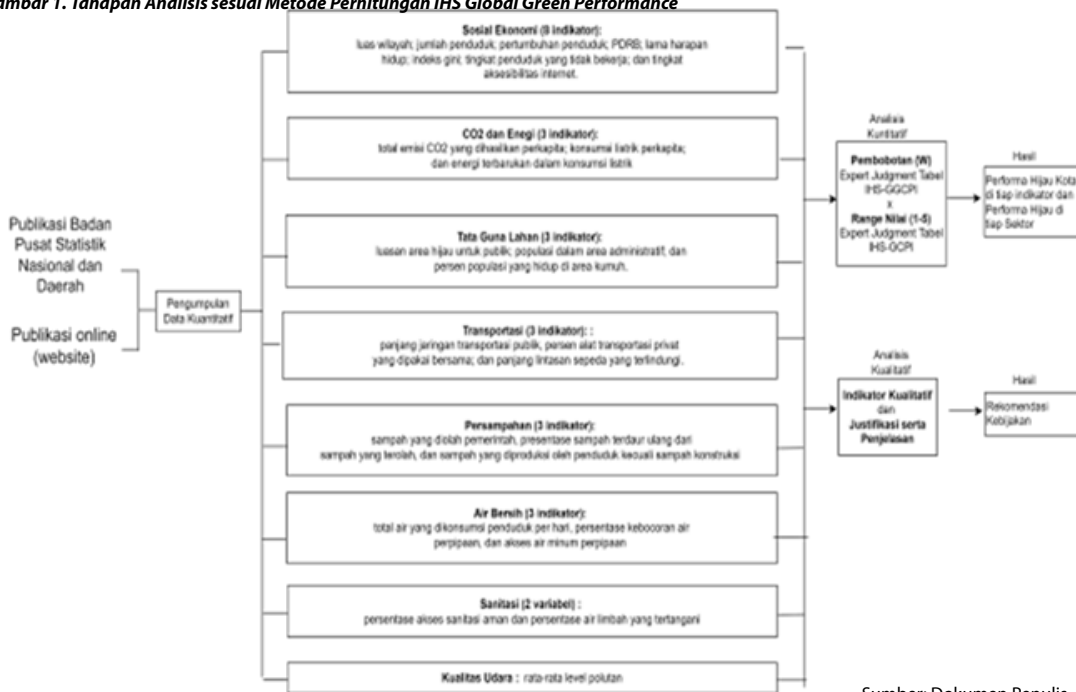 ambar 1. Tahapan Analisis sesuai Metode Perhitungan IHS Global Green Performance
Sosial Ekonomi (8 indikator):
luas wilayah; jumlah penduduk; pertumbuhan penduduk; PDRB; lama harapan
hidup; indeks gini; tingkat penduduk yang tidak bekerja; dan tingkat
aksesibilitas internet.
CO2 dan Enegi (3 indikator):
total emisi CO2 yang dihasilkan perkapita; konsumsi listrik perkapita;
dan energi terbarukan dalam konsumsi listrik
Tata Guna Lahan (3 indikator):
luasan area hijau untuk publik; populasi dalam area administratif; dan
persen populasi yang hidup di area kumuh.
Transportasi (3 indikator): :
panjang jaringan transportasi publik, persen alat transportasi privat
yang dipakai bersama; dan panjang lintasan sepeda yang terlindungi.
Persampahan (3 indikator):
sampah yang diolah pemerintah, presentase sampah terdaur ulang dari
sampah yang terolah, dan sampah yang diproduksi oleh penduduk kecuali sampah konstruksi
Air Bersih (3 indikator):
total air yang dikonsumsi penduduk per hari, persentase kebocoran air
perpipaan, dan akses air minum perpipaan
Sanitasi (2 variabel) :
persentase akses sanitasi aman dan persentase air limbah yang tertangani
Kualitas Udara : rata-rata level polutan
Publikasi Badan
Pusat Statistik
Nasional dan
Daerah
Publikasi online
(website)
Pengumpulan
Data Kuantitatif
Analisis
Kuntitatif
Pembobotan (W)
Expert Judgment Tabel
IHS-GGCPI
x
Range Nilai (1-5)
Expert Judgment Tabel
IHS-GCPI
Hasil
Performa Hijau Kota
di tiap indikator dan
Performa Hijau di
tiap Sektor
Analisis
Kualitatif
Indikator Kualitatif
dan
Justifikasi serta
Penjelasan
Hasil
Rekomendasi
Kebijakan
Sumber: Dokumen Penulis